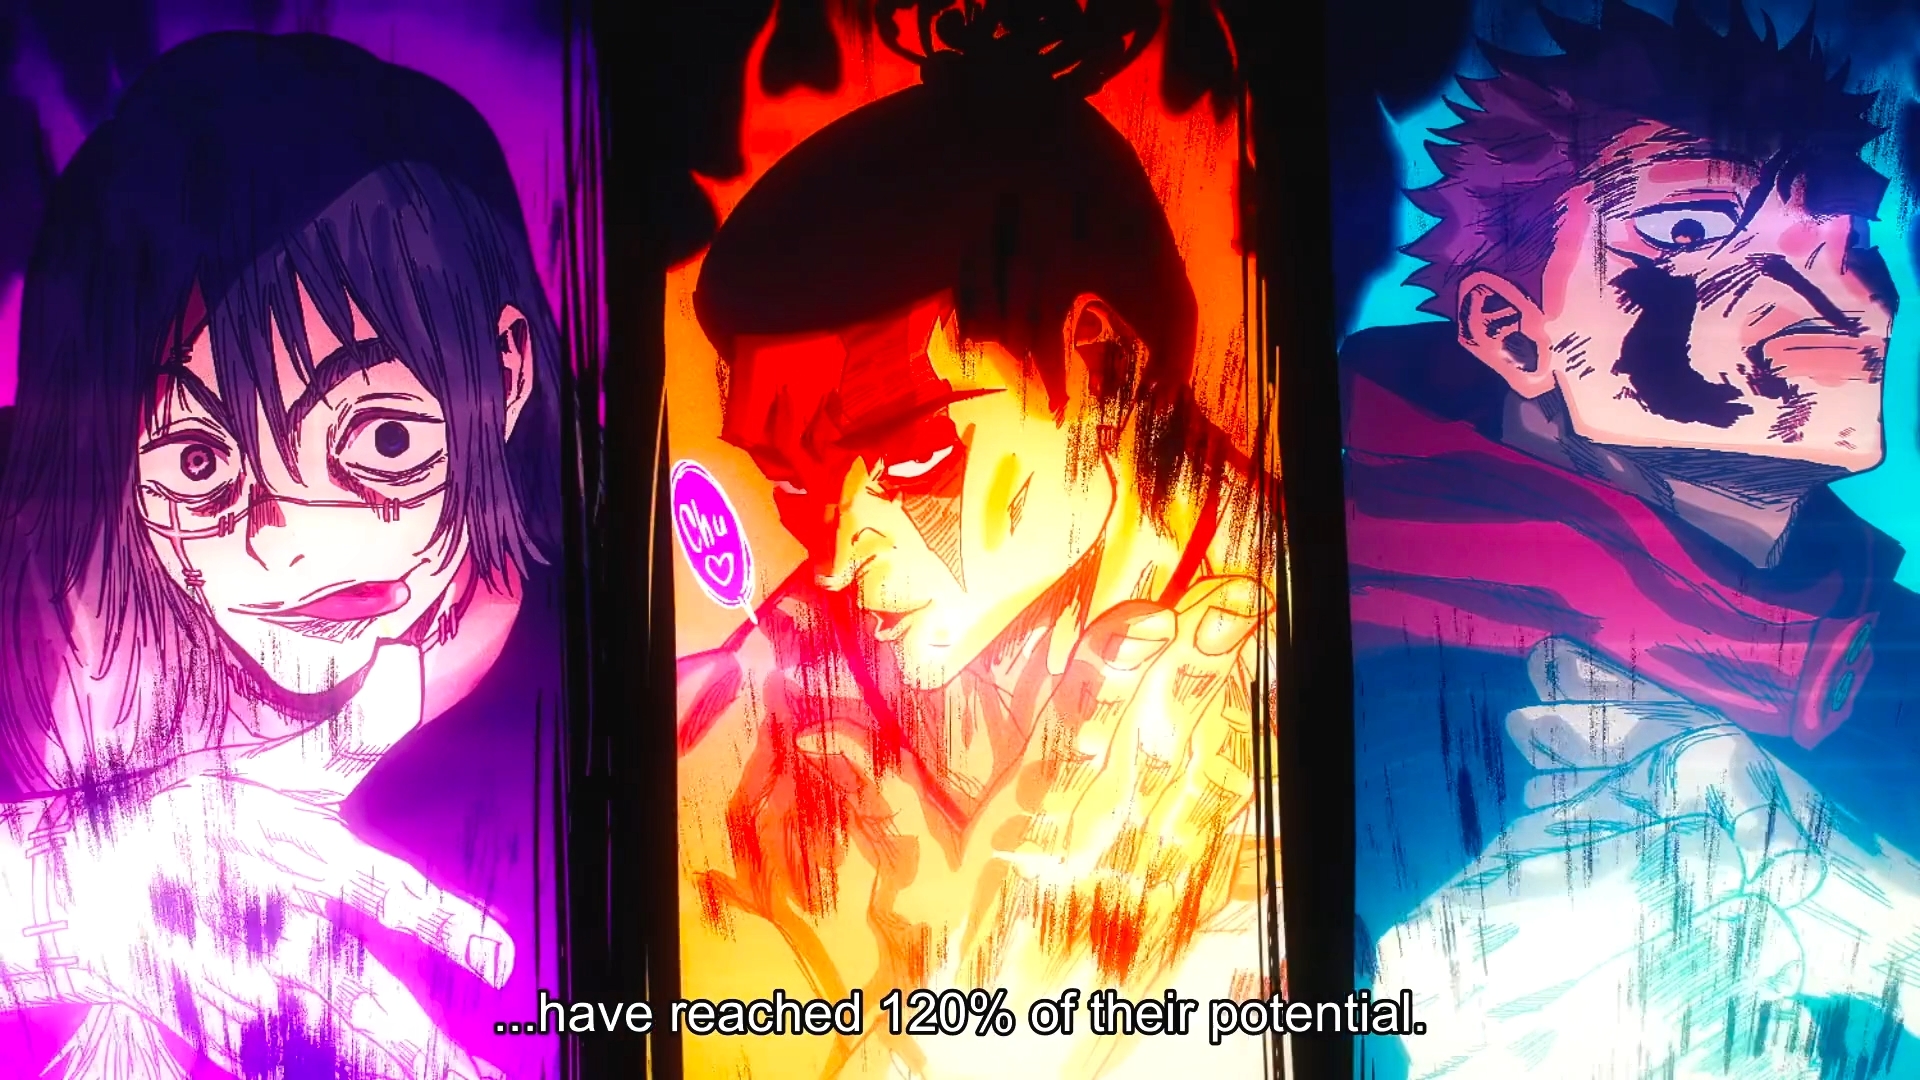 Chu
...have reached 120% of their potential.